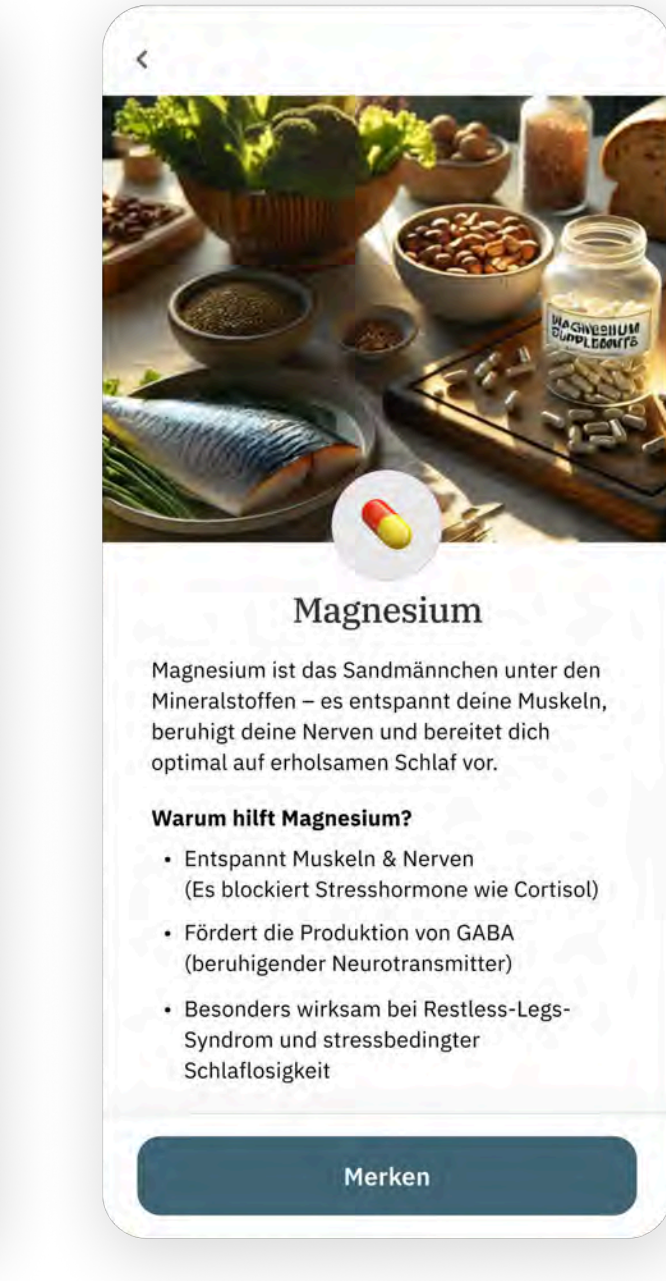 MAGNESIUM
SUPPLEMENTS
Magnesium
Magnesium ist das Sandmännchen unter den
Mineralstoffen – es entspannt deine Muskeln,
beruhigt deine Nerven und bereitet dich
optimal auf erholsamen Schlaf vor.
Warum hilft Magnesium?
• Entspannt Muskeln & Nerven
(Es blockiert Stresshormone wie Cortisol)
• Fördert die Produktion von GABA
(beruhigender Neurotransmitter)
• Besonders wirksam bei Restless-Legs-
Syndrom und stressbedingter
Schlaflosigkeit
Merken